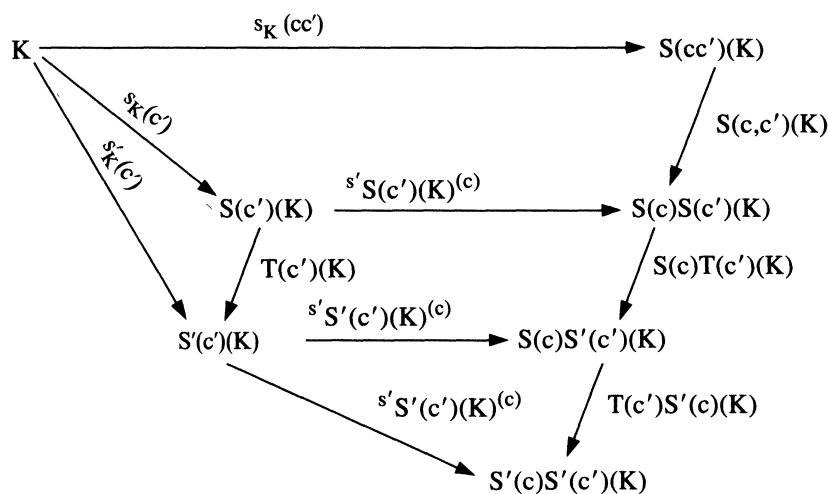 s_K (cc′)
K
S(cc′)(K)
s_K(c′)
S(c,c′)(K)
s′_K(c′)
s′S(c′)(K)^(c)
S(c′)(K)
S(c)S(c′)(K)
T(c′)(K)
S(c)T(c′)(K)
s′S′(c′)(K)^(c)
S′(c′)(K)
S(c)S′(c′)(K)
s′S′(c′)(K)^(c)
T(c′)S′(c)(K)
S′(c)S′(c′)(K)